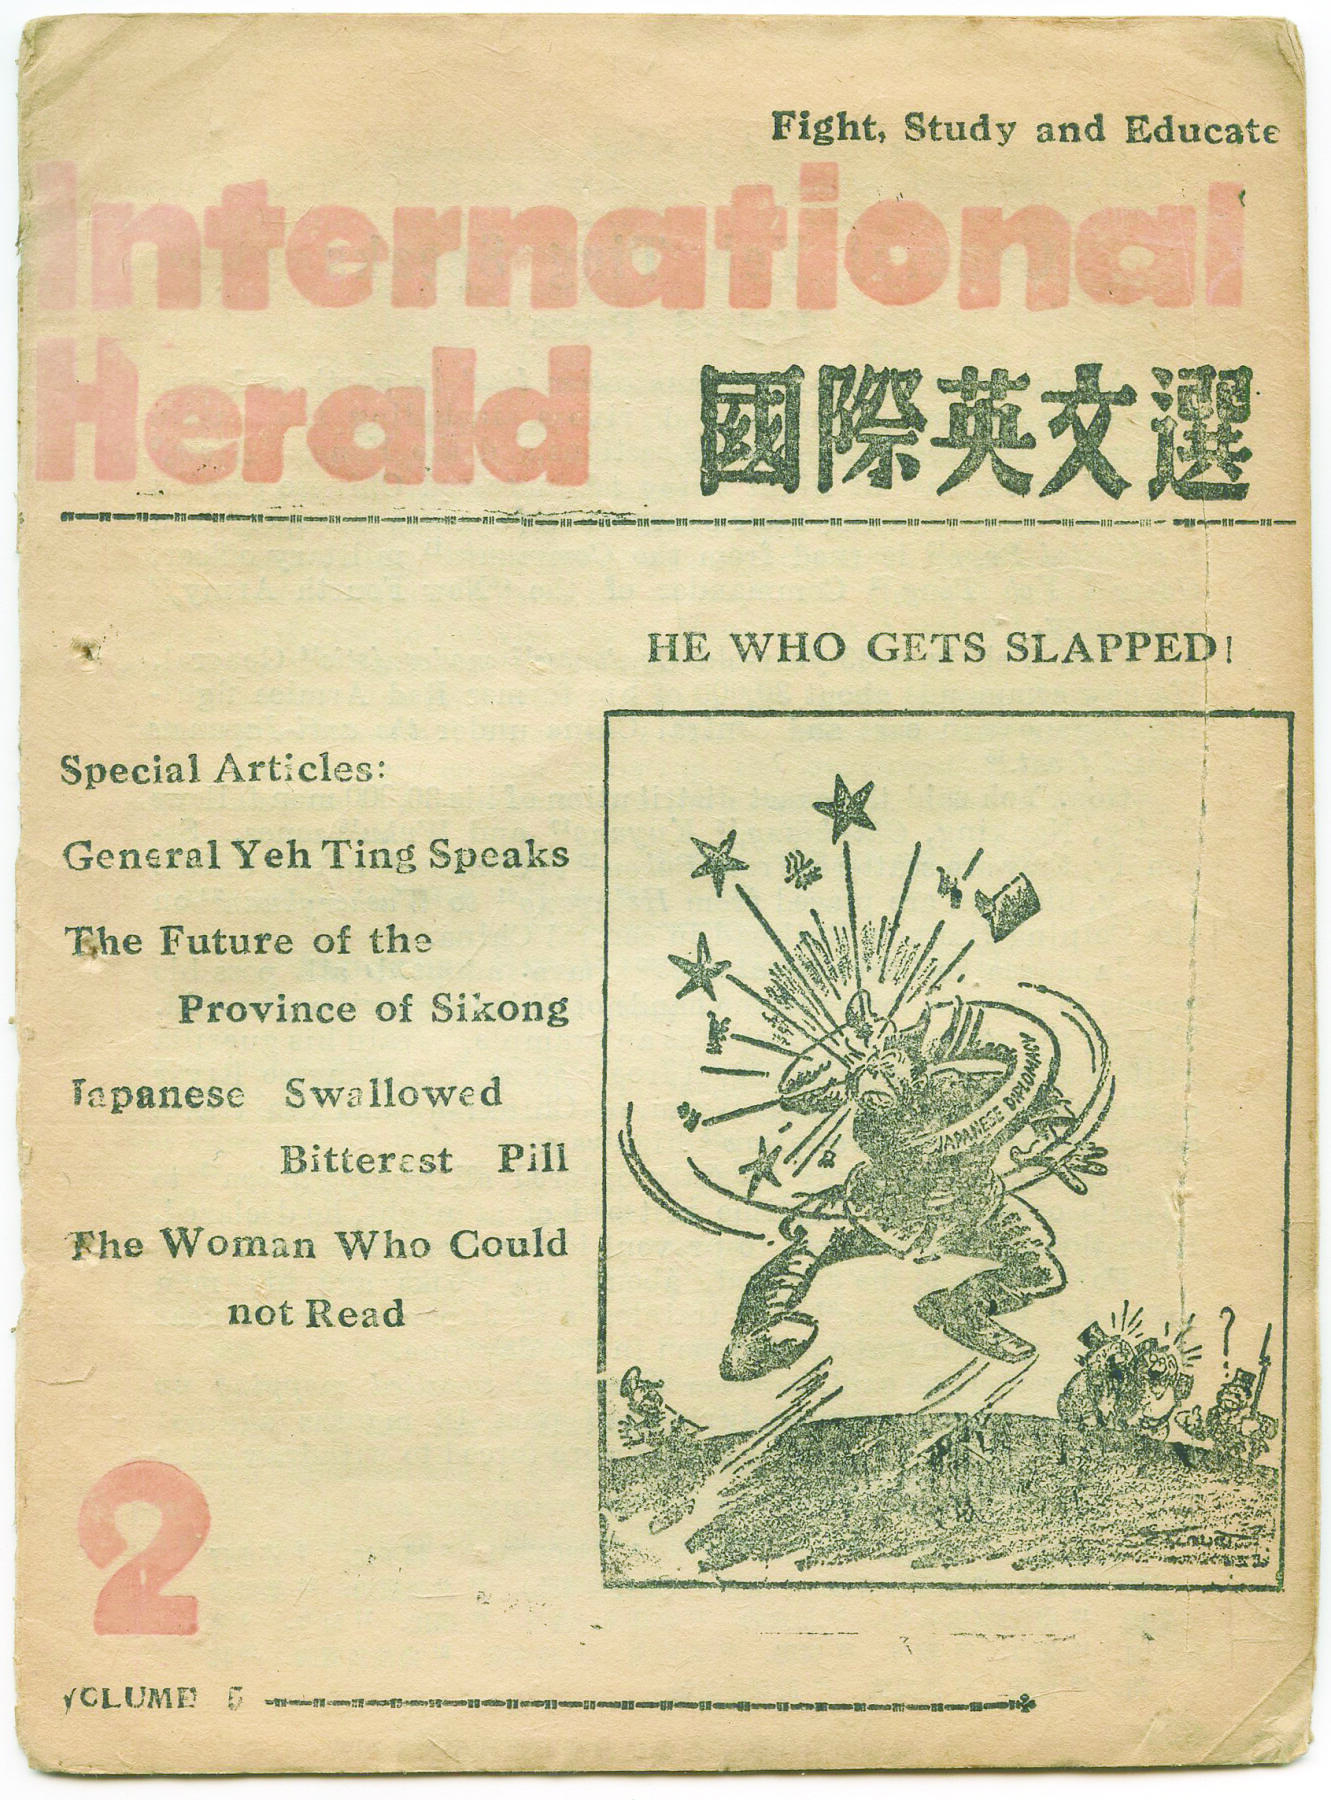 Fight, Study and Educate
International
Herald
國際英文選
HE WHO GETS SLAPPED!
Special Articles:
General Yeh Ting Speaks
The Future of the
Province of Sikong
Japanese Swallowed
Bitterest Pill
The Woman Who Could
not Read
JAPANESE DIPLOMACY
?
2
VOLUME 5